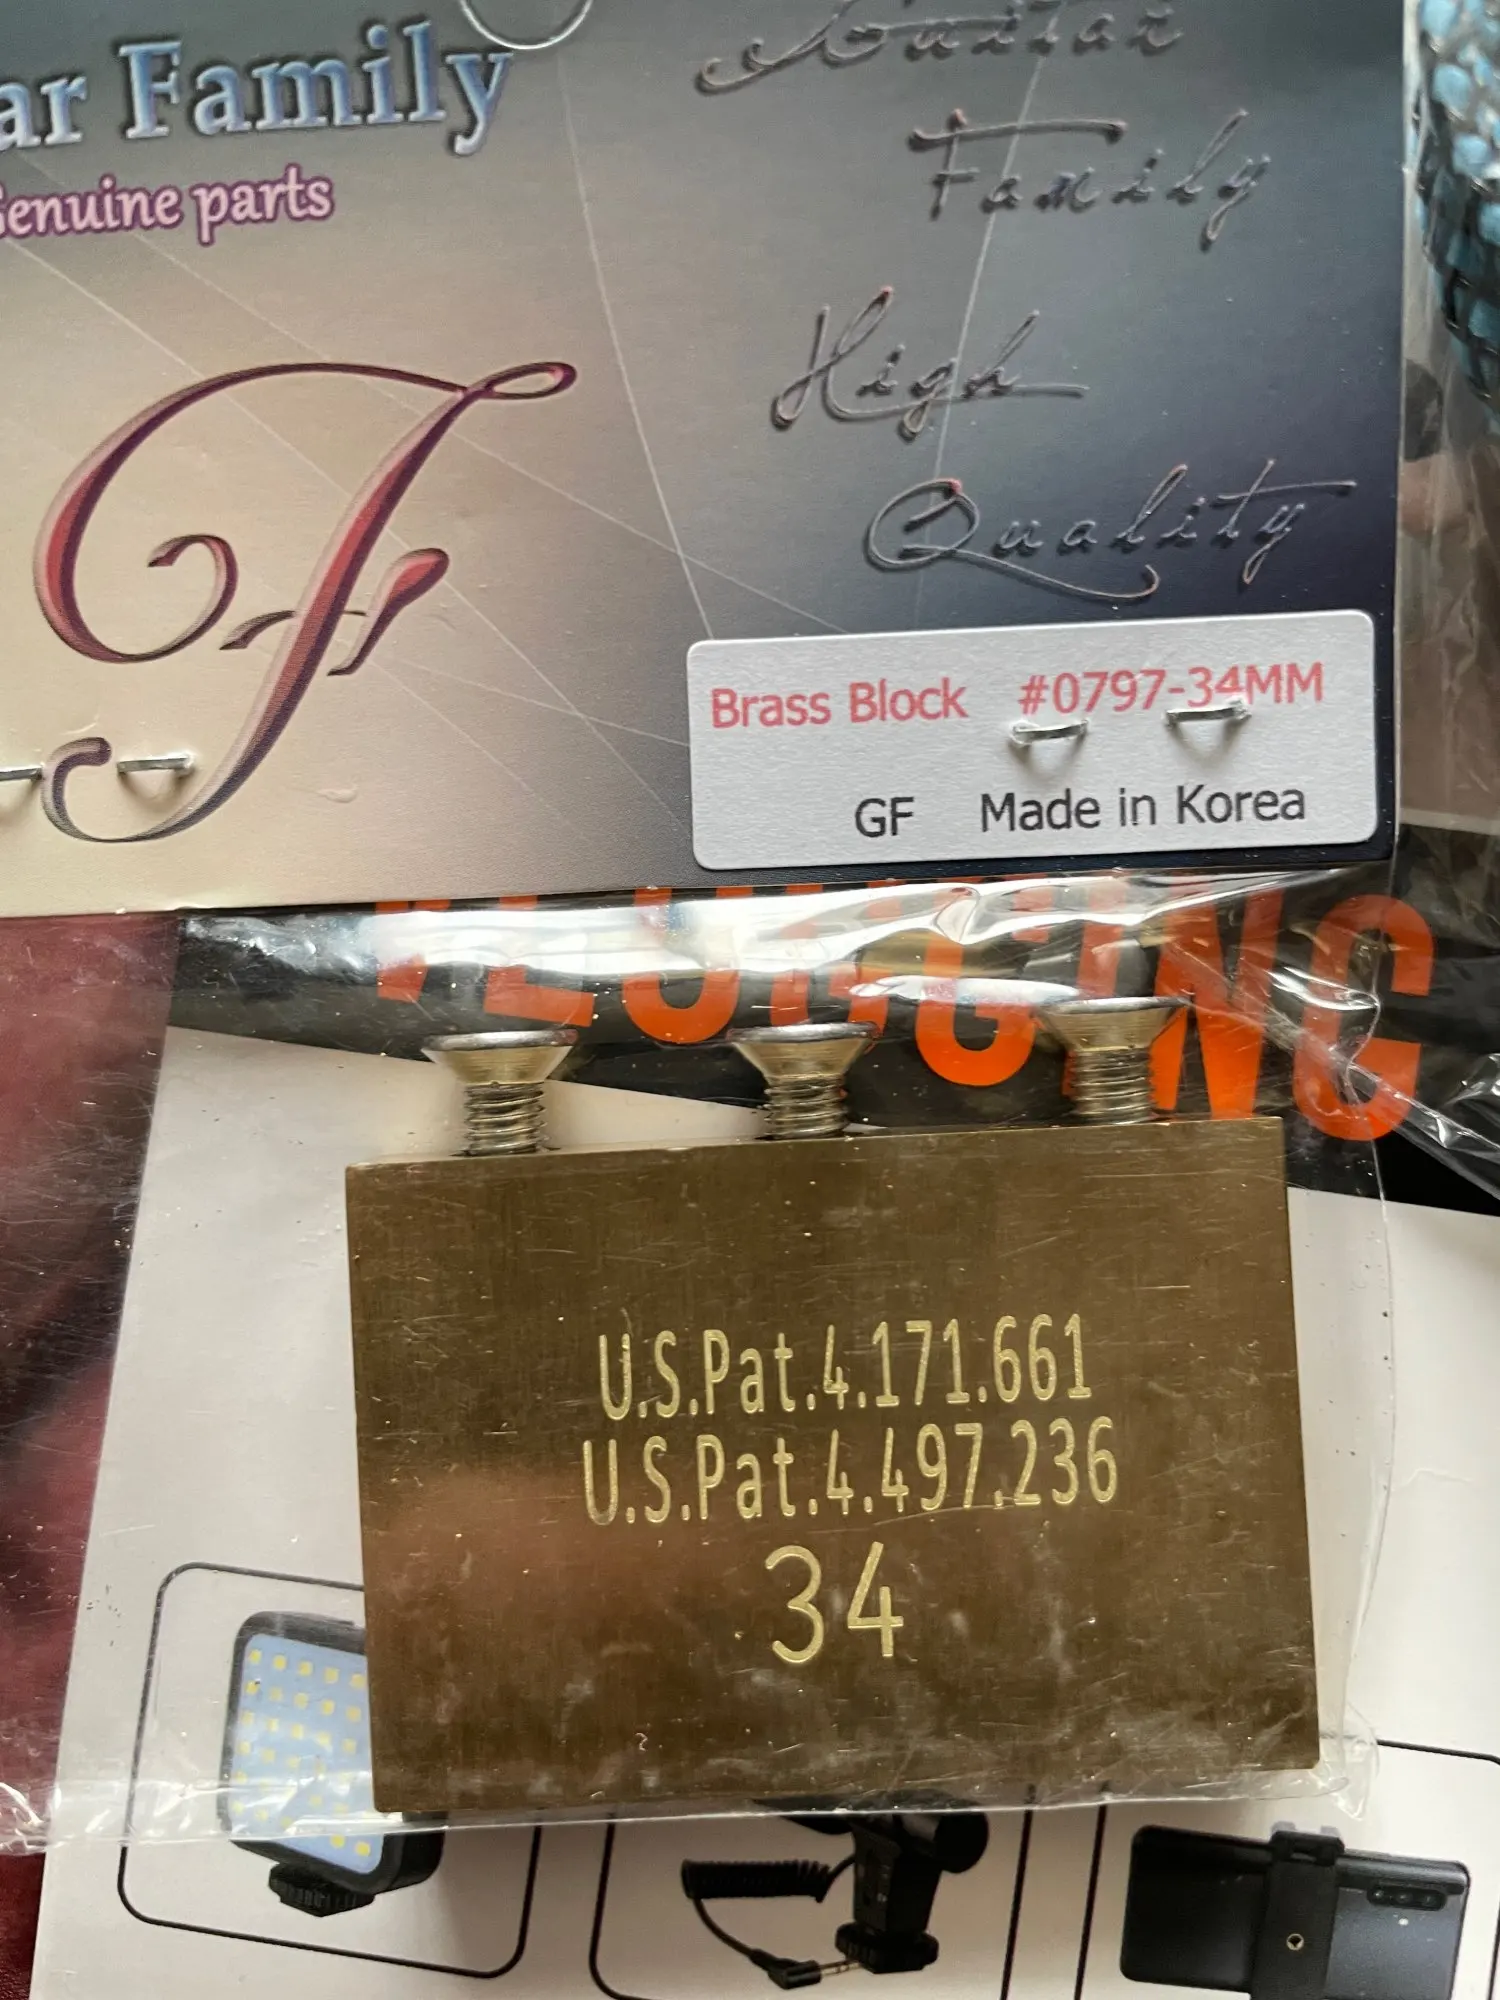 ar Family
Genuine parts
Guitar
Family
High
Quality
F
Brass Block #0797-34MM
GF Made in Korea
U.S.Pat.4.171.661
U.S.Pat.4.497.236
34